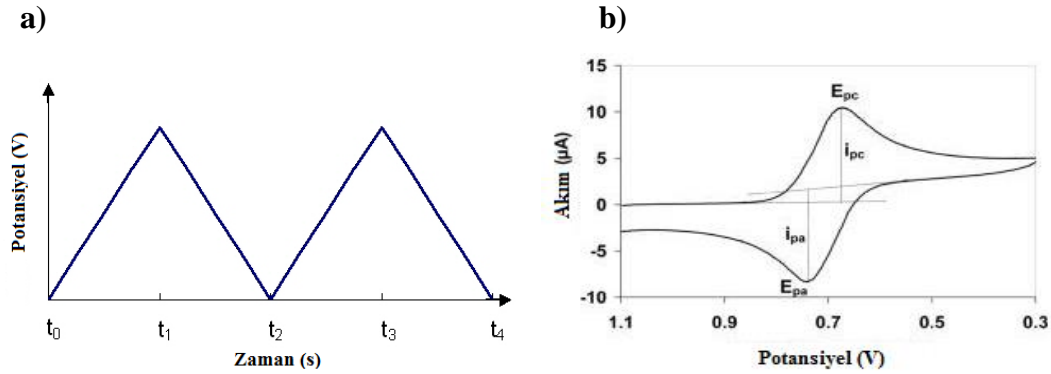 a)
Potansiyel (V)
t0 t1 t2 t3 t4
Zaman (s)
b)
Akım (µA)
15
10
5
0
-5
-10
Epc
ipc
ipa
Epa
1.1 0.9 0.7 0.5 0.3
Potansiyel (V)